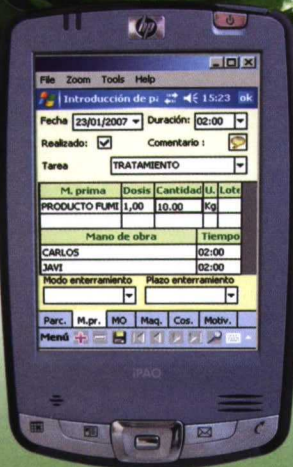 hp
File Zoom Tools Help
Introducción de pa 15:23 ok
Fecha 23/01/2007 Duración: 02:00
Realizado: Comentario :
Tarea TRATAMIENTO
M. prima Dosis Cantidad U. Lote
PRODUCTO FUMI 1,00 10.00 Kg
Mano de obra Tiempo
CARLOS 02:00
JAVI 02:00
Modo enterramiento Plazo enterramiento
Parc. M.pr. MO Maq. Cos. Motiv.
Menú
iPAQ